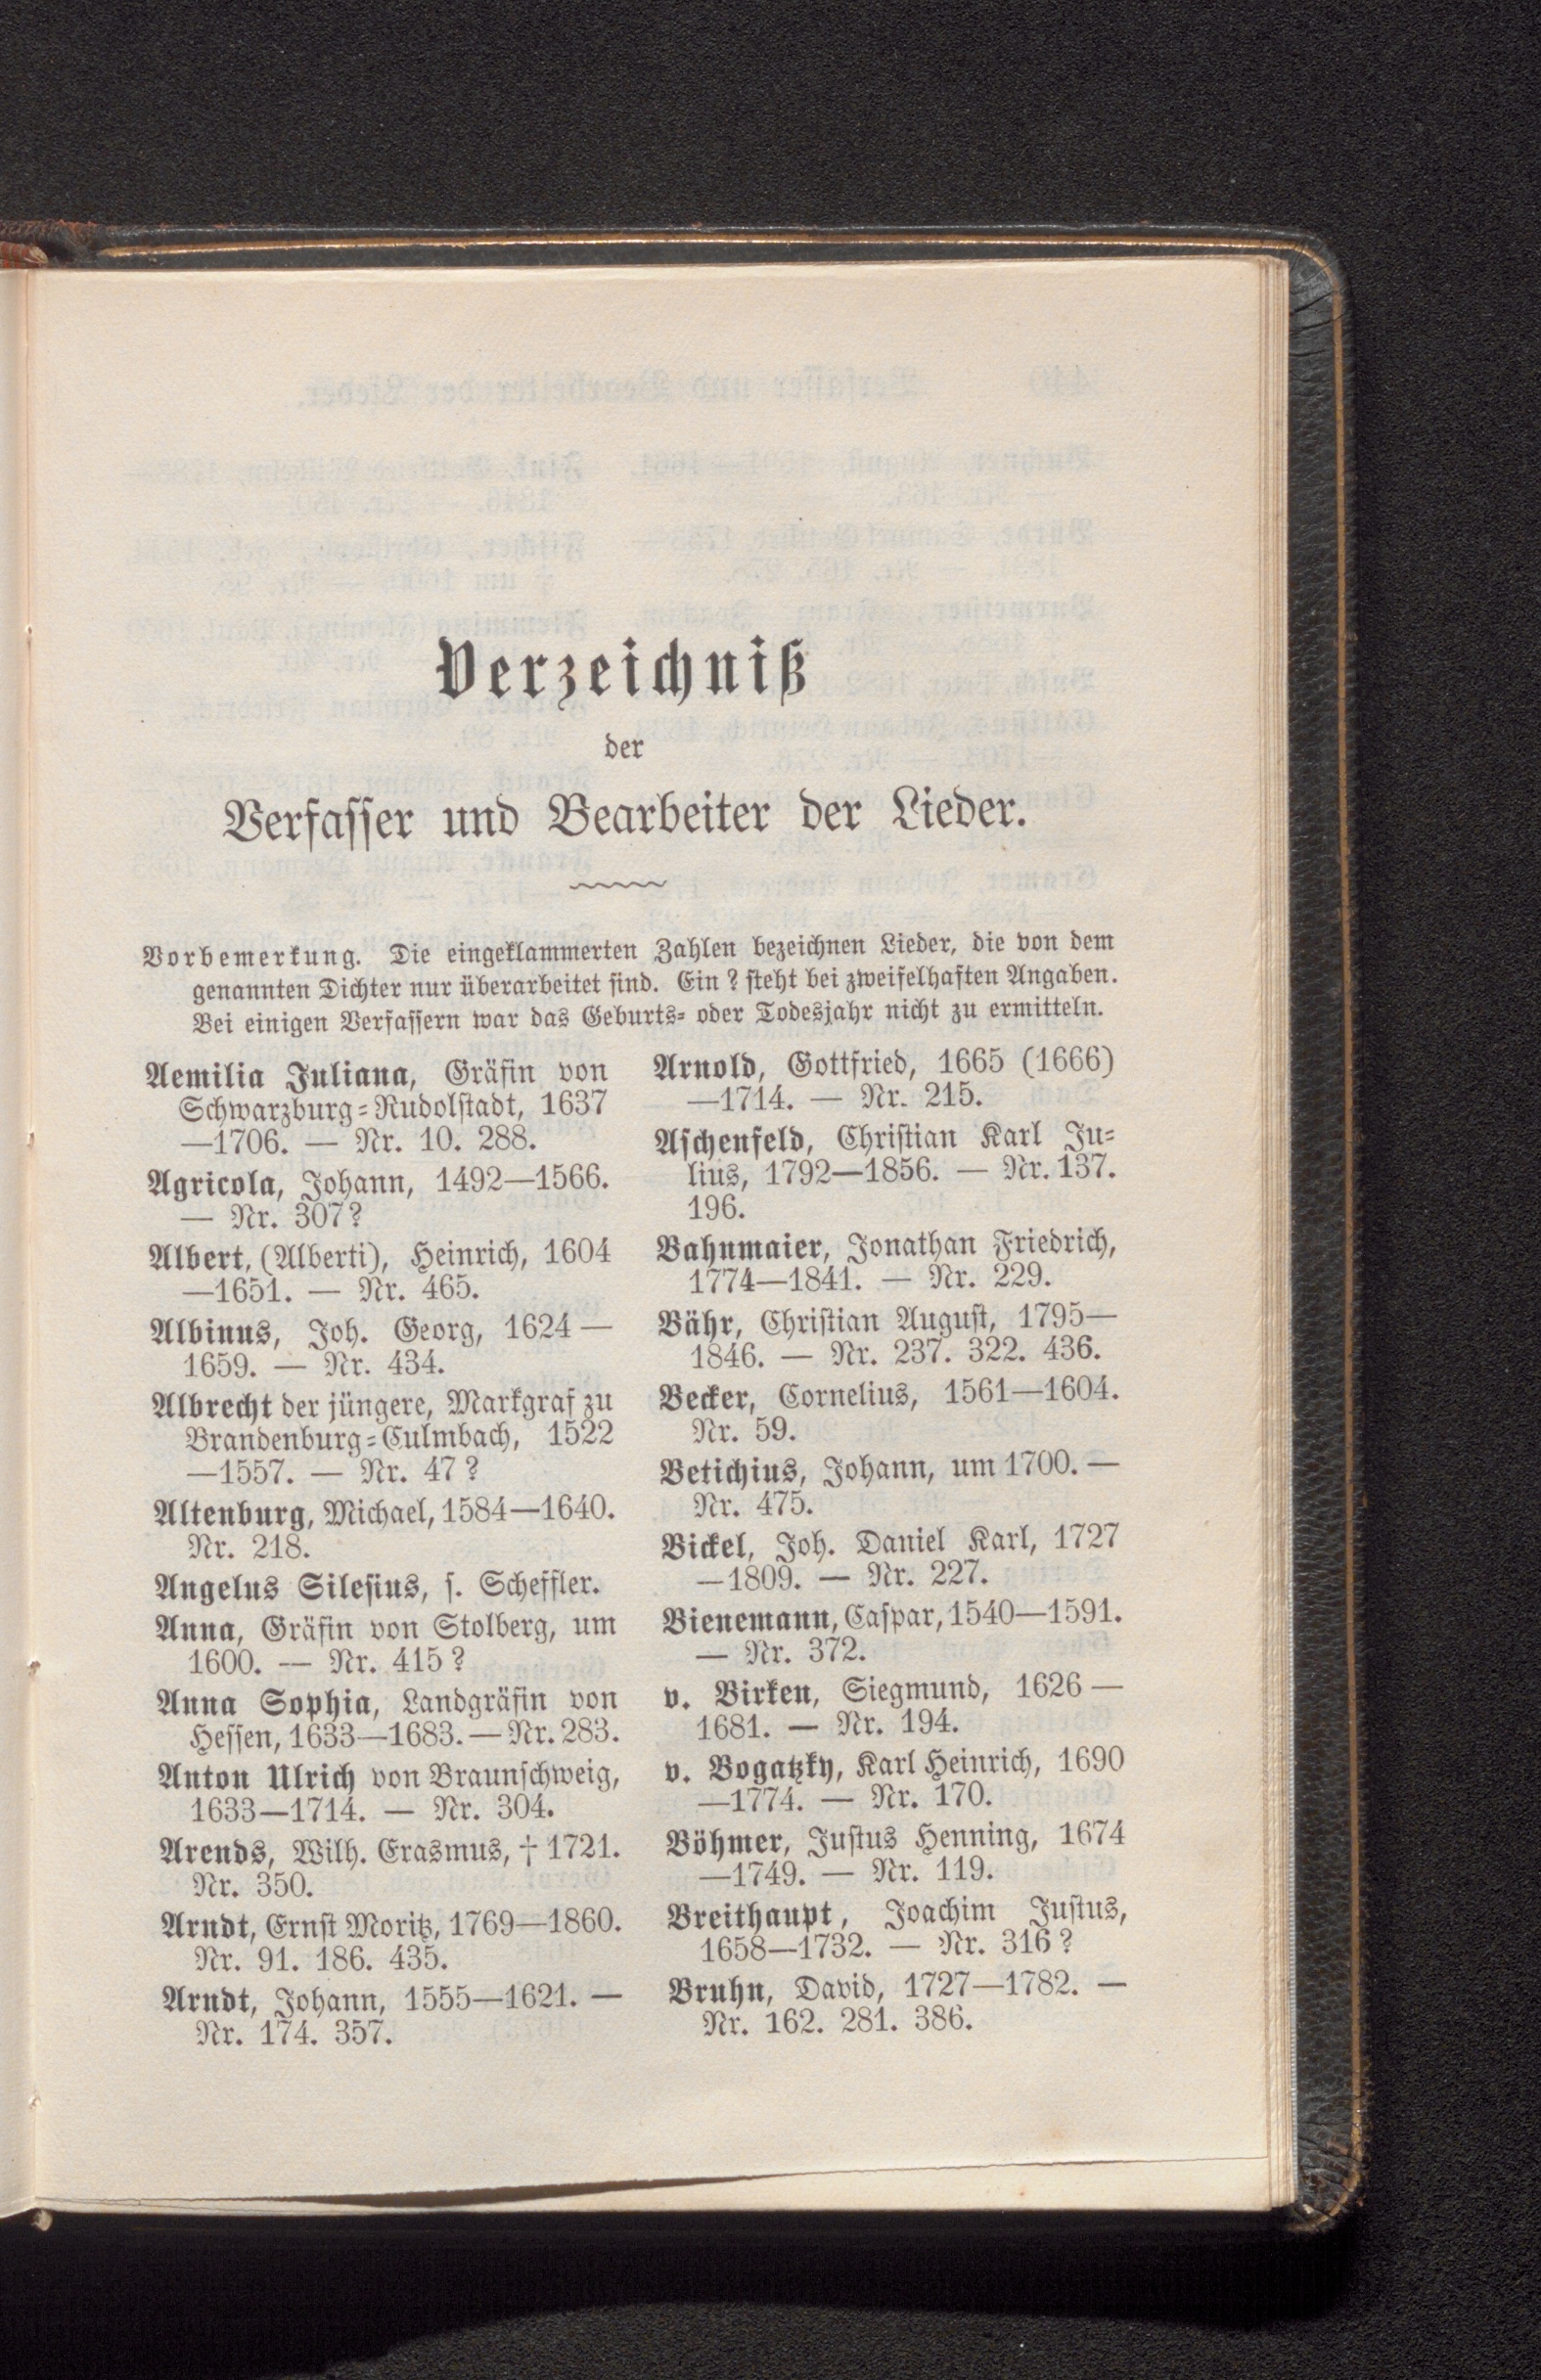 Verzeichniß
der
Verfasser und Bearbeiter der Lieder.
Vorbemerkung. Die eingeklammerten Zahlen bezeichnen Lieder, die von dem
genannten Dichter nur überarbeitet sind. Ein ? steht bei zweifelhaften Angaben.
Bei einigen Verfassern war das Geburts- oder Todesjahr nicht zu ermitteln.
Aemilia Juliana, Gräfin von
Schwarzburg-Rudolstadt, 1637
—1706. — Nr. 10. 288.
Agricola, Johann, 1492—1566.
— Nr. 307?
Albert, (Alberti), Heinrich, 1604
—1651. — Nr. 465.
Albinus, Joh. Georg, 1624 —
1659. — Nr. 434.
Albrecht der jüngere, Markgraf zu
Brandenburg-Culmbach, 1522
—1557. — Nr. 47 ?
Altenburg, Michael, 1584—1640.
Nr. 218.
Angelus Silesius, s. Scheffler.
Anna, Gräfin von Stolberg, um
1600. — Nr. 415 ?
Anna Sophia, Landgräfin von
Hessen, 1633—1683. — Nr. 283.
Anton Ulrich von Braunschweig,
1633—1714. — Nr. 304.
Arends, Wilh. Erasmus, † 1721.
Nr. 350.
Arndt, Ernst Moritz, 1769—1860.
Nr. 91. 186. 435.
Arndt, Johann, 1555—1621. —
Nr. 174. 357.
Arnold, Gottfried, 1665 (1666)
—1714. — Nr. 215.
Aschenfeld, Christian Karl Ju-
lius, 1792—1856. — Nr. 137.
196.
Bahnmaier, Jonathan Friedrich,
1774—1841. — Nr. 229.
Bähr, Christian August, 1795—
1846. — Nr. 237. 322. 436.
Becker, Cornelius, 1561—1604.
Nr. 59.
Betichius, Johann, um 1700. —
Nr. 475.
Bickel, Joh. Daniel Karl, 1727
—1809. — Nr. 227.
Bienemann, Caspar, 1540—1591.
— Nr. 372.
v. Birken, Siegmund, 1626 —
1681. — Nr. 194.
v. Bogatzky, Karl Heinrich, 1690
—1774. — Nr. 170.
Böhmer, Justus Henning, 1674
—1749. — Nr. 119.
Breithaupt, Joachim Justus,
1658—1732. — Nr. 316 ?
Bruhn, David, 1727—1782. —
Nr. 162. 281. 386.